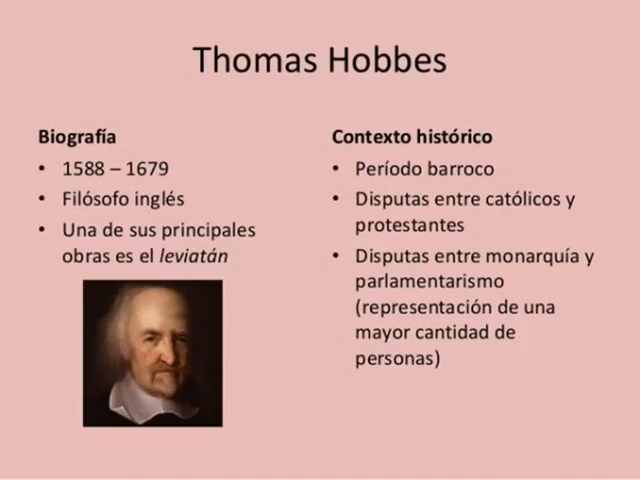 Thomas Hobbes
Biografía
• 1588 – 1679
• Filósofo inglés
• Una de sus principales
obras es el leviatán
Contexto histórico
• Período barroco
• Disputas entre católicos y
protestantes
• Disputas entre monarquía y
parlamentarismo
(representación de una
mayor cantidad de
personas)